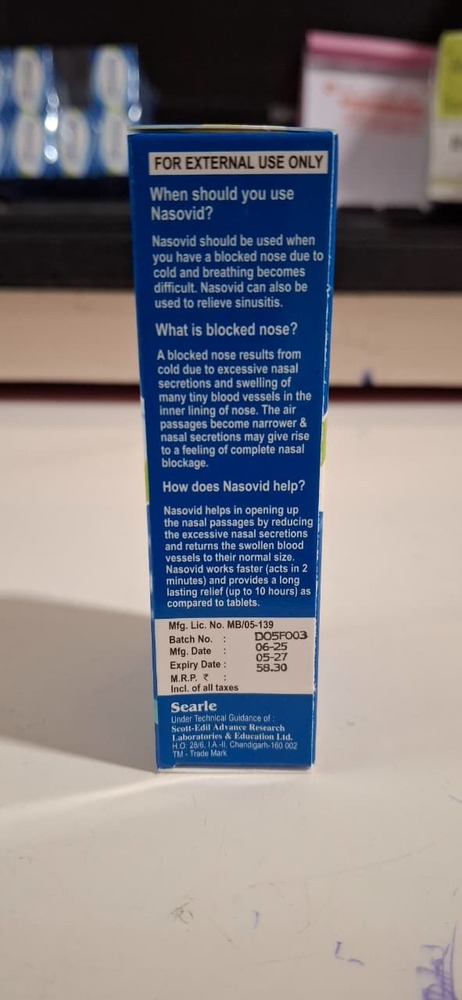 FOR EXTERNAL USE ONLY
When should you use
Nasovid?
Nasovid should be used when
you have a blocked nose due to
cold and breathing becomes
difficult. Nasovid can also be
used to relieve sinusitis.
What is blocked nose?
A blocked nose results from
cold due to excessive nasal
secretions and swelling of
many tiny blood vessels in the
inner lining of nose. The air
passages become narrower &
nasal secretions may give rise
to a feeling of complete nasal
blockage.
How does Nasovid help?
Nasovid helps in opening up
the nasal passages by reducing
the excessive nasal secretions
and returns the swollen blood
vessels to their normal size.
Nasovid works faster (acts in 2
minutes) and provides a long
lasting relief (up to 10 hours) as
compared to tablets.
Mfg. Lic. No. MB/05-139
Batch No. : DO5F003
Mfg. Date : 06-25
Expiry Date : 05-27
M.R.P. ₹ : 58.30
Incl. of all taxes
Searle
Under Technical Guidance of :
Scott-Edil Advance Research
Laboratories & Education Ltd.
H.O. 28/6, I.A.-II, Chandigarh-160 002
TM - Trade Mark